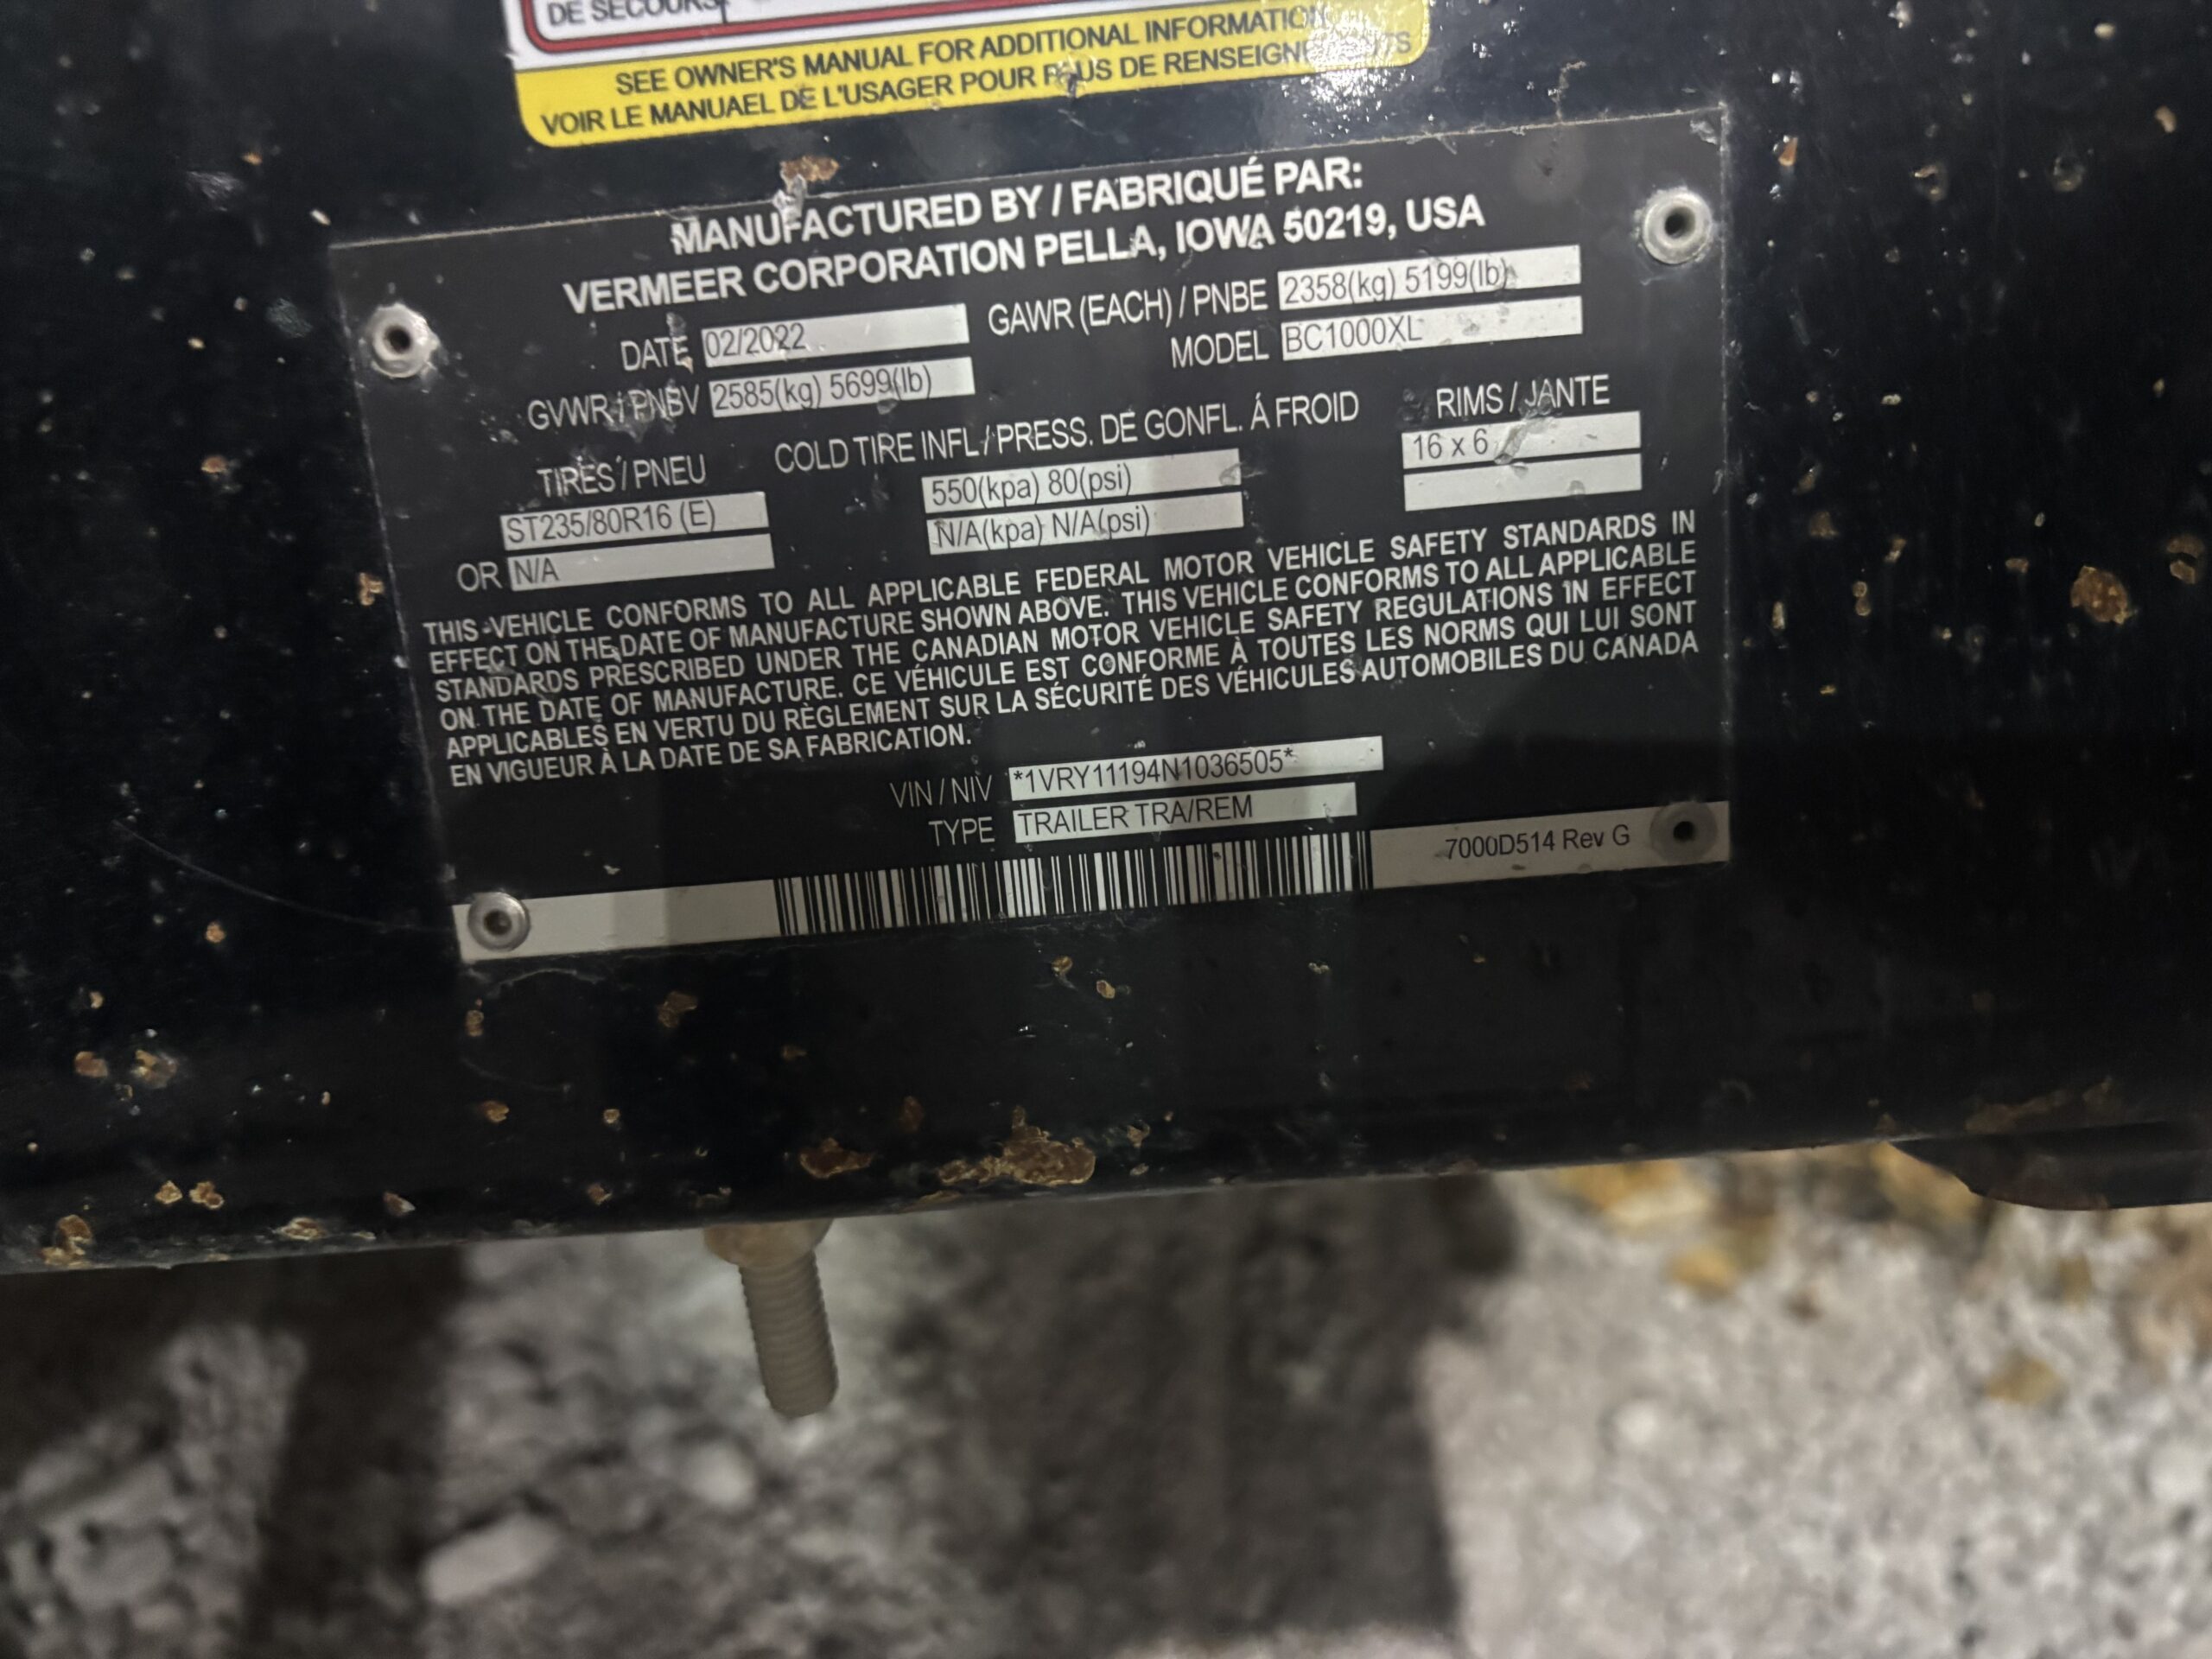 DE SECOURS
SEE OWNER'S MANUAL FOR ADDITIONAL INFORMATION
VOIR LE MANUAEL DE L'USAGER POUR PLUS DE RENSEIGNEMENTS
MANUFACTURED BY / FABRIQUÉ PAR:
VERMEER CORPORATION PELLA, IOWA 50219, USA
DATE 02/2022
GAWR (EACH) / PNBE 2358(kg) 5199(lb)
GVWR / PNBV 2585(kg) 5699(lb)
MODEL BC1000XL
TIRES / PNEU
COLD TIRE INFL / PRESS. DE GONFL. Á FROID
RIMS / JANTE
ST235/80R16 (E)
550(kpa) 80(psi)
16 x 6
OR N/A
N/A(kpa) N/A(psi)
THIS VEHICLE CONFORMS TO ALL APPLICABLE FEDERAL MOTOR VEHICLE SAFETY STANDARDS IN
EFFECT ON THE DATE OF MANUFACTURE SHOWN ABOVE. THIS VEHICLE CONFORMS TO ALL APPLICABLE
STANDARDS PRESCRIBED UNDER THE CANADIAN MOTOR VEHICLE SAFETY REGULATIONS IN EFFECT
ON THE DATE OF MANUFACTURE. CE VÉHICULE EST CONFORME À TOUTES LES NORMS QUI LUI SONT
APPLICABLES EN VERTU DU RÈGLEMENT SUR LA SÉCURITÉ DES VÉHICULES AUTOMOBILES DU CANADA
EN VIGUEUR À LA DATE DE SA FABRICATION.
VIN / NIV *1VRY11194N1036505*
TYPE TRAILER TRA/REM
7000D514 Rev G